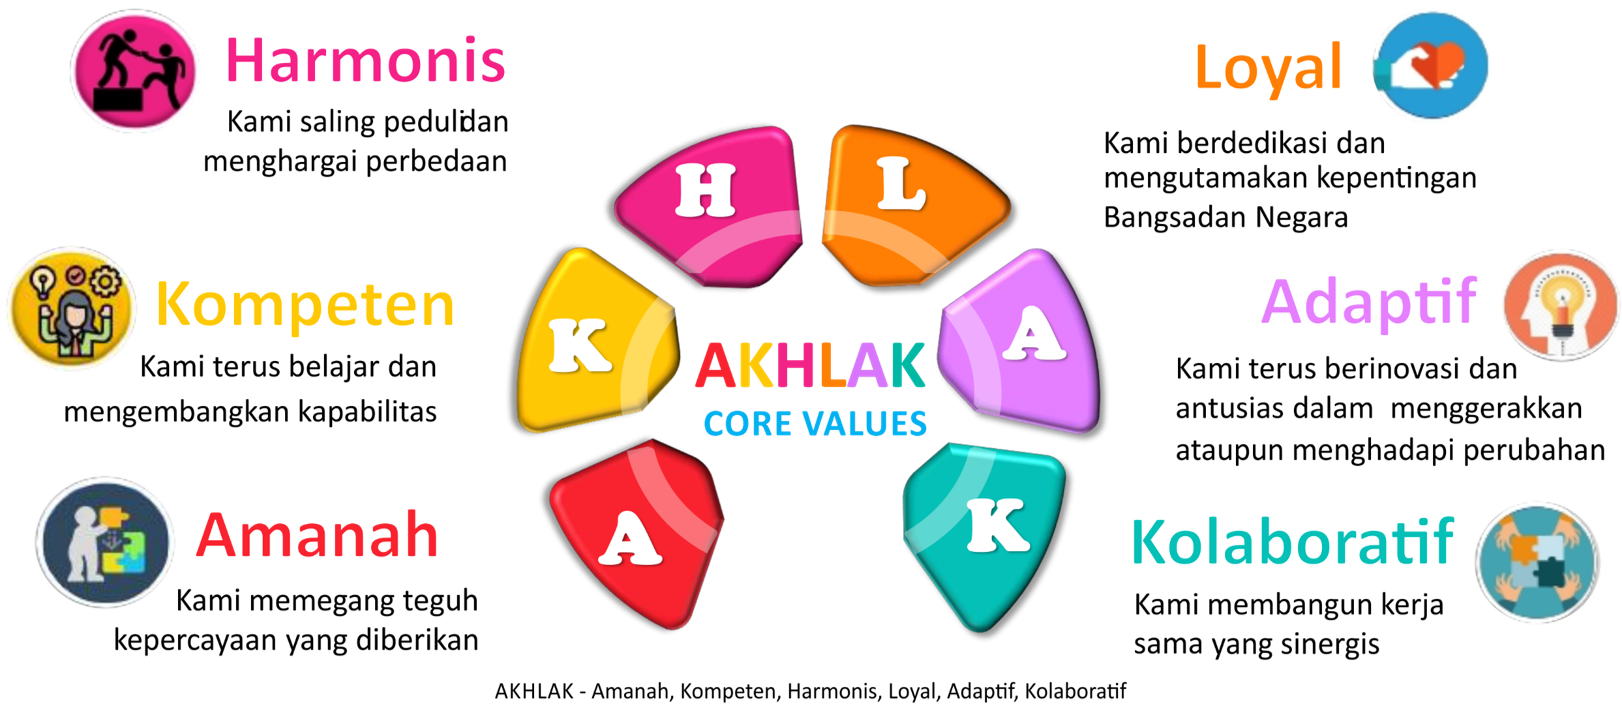 Harmonis
Kami saling pedulidan
menghargai perbedaan
Kompeten
Kami terus belajar dan
mengembangkan kapabilitas
Amanah
Kami memegang teguh
kepercayaan yang diberikan
H
L
K
A
A
K
AKHLAK
CORE VALUES
Loyal
Kami berdedikasi dan
mengutamakan kepentingan
Bangsadan Negara
Adaptif
Kami terus berinovasi dan
antusias dalam menggerakkan
ataupun menghadapi perubahan
Kolaboratif
Kami membangun kerja
sama yang sinergis
AKHLAK - Amanah, Kompeten, Harmonis, Loyal, Adaptif, Kolaboratif